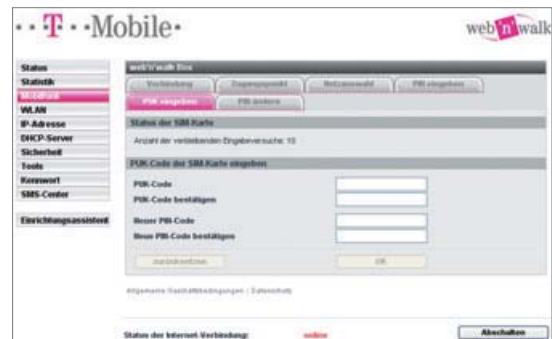 ··T··Mobile·
web'n'walk
Status
Statistik
Mobilfunk
WLAN
IP-Adresse
DHCP-Server
Sicherheit
Tools
Kennwort
SMS-Center
Einrichtungsassistent
web'n'walk Box
Verbindung
Zugangspunkt
Netzauswahl
PIN eingeben
PUK eingeben
PIN ändern
Status der SIM-Karte
Anzahl der verbleibenden Eingabeversuche: 10
PUK-Code der SIM-Karte eingeben
PUK-Code
PUK-Code bestätigen
Neuer PIN-Code
Neue PIN-Code bestätigen
zurücksetzen
OK
Allgemeine Geschäftsbedingungen | Datenschutz
Status der Internet-Verbindung:
online
Abschalten